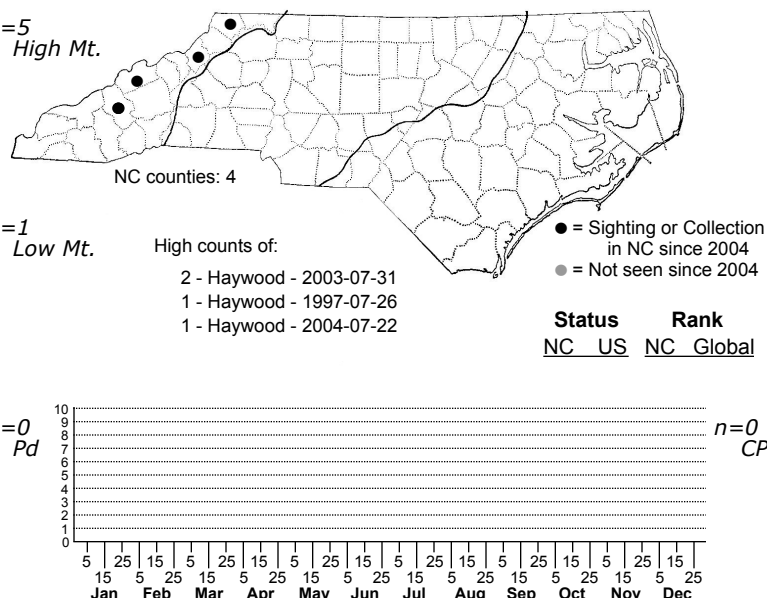 =5
High Mt.
NC counties: 4
=1
Low Mt.
High counts of:
2 - Haywood - 2003-07-31
1 - Haywood - 1997-07-26
1 - Haywood - 2004-07-22
● = Sighting or Collection
in NC since 2004
● = Not seen since 2004
Status Rank
NC US NC Global
=0
Pd
n=0
CP
10
9
8
7
6
5
4
3
2
1
0
5 25 15 5 25 15 5 25 15 5 25 15 5 25 15 5 25 15
15 5 25 15 5 25 15 5 25 15 5 25 15 5 25 15 5 25
Jan Feb Mar Apr May Jun Jul Aug Sep Oct Nov Dec